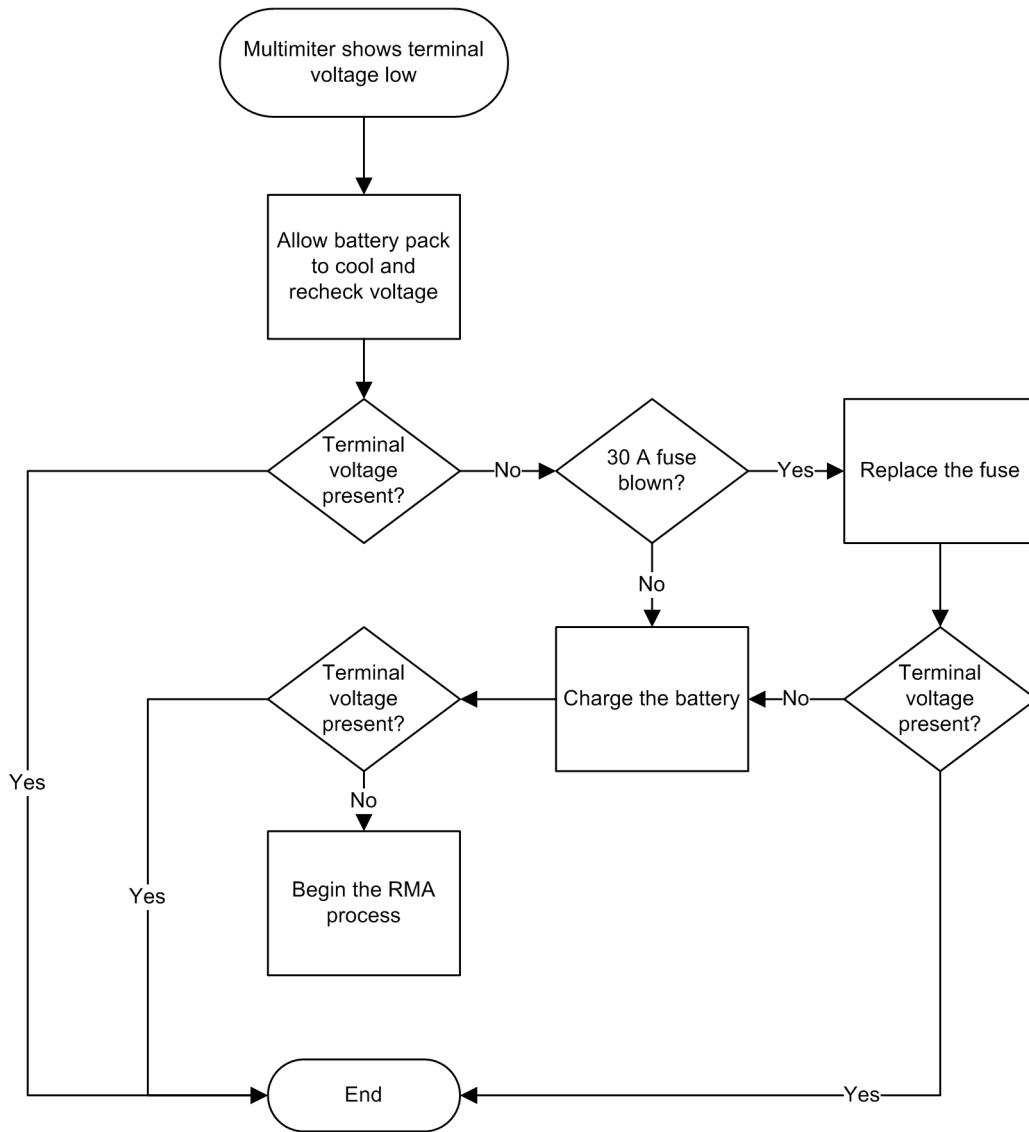 Multimiter shows terminal
voltage low
Allow battery pack
to cool and
recheck voltage
Terminal
voltage
present?
No
30 A fuse
blown?
Yes
Replace the fuse
No
Terminal
voltage
present?
Charge the battery
No
Terminal
voltage
present?
Yes
No
Yes
Begin the RMA
process
End
Yes